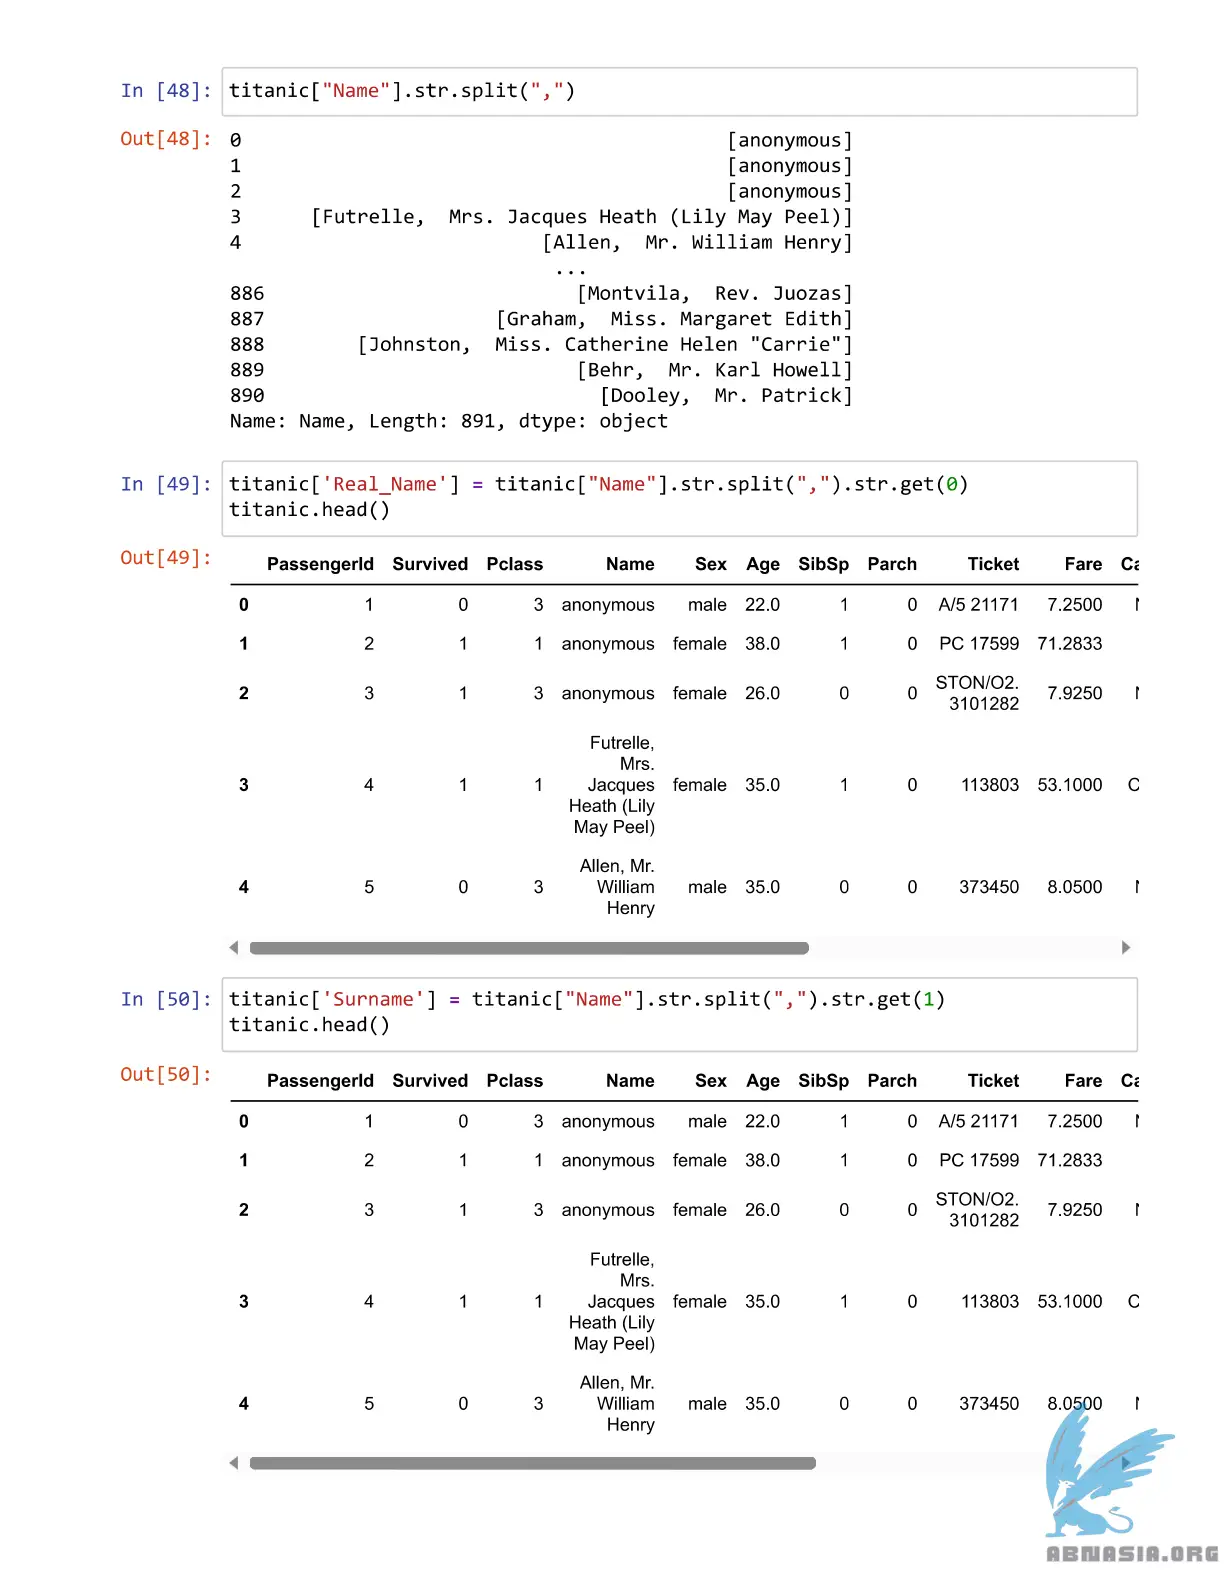 In [48]: titanic["Name"].str.split(",")
Out[48]: 0 [anonymous]
1 [anonymous]
2 [anonymous]
3 [Futrelle,  Mrs. Jacques Heath (Lily May Peel)]
4 [Allen,  Mr. William Henry]
...
886 [Montvila,  Rev. Juozas]
887 [Graham,  Miss. Margaret Edith]
888 [Johnston,  Miss. Catherine Helen "Carrie"]
889 [Behr,  Mr. Karl Howell]
890 [Dooley,  Mr. Patrick]
Name: Name, Length: 891, dtype: object
In [49]: titanic['Real_Name'] = titanic["Name"].str.split(",").str.get(0)
titanic.head()
Out[49]: PassengerId Survived Pclass Name Sex Age SibSp Parch Ticket Fare Ca
0 1 0 3 anonymous male 22.0 1 0 A/5 21171 7.2500
1 2 1 1 anonymous female 38.0 1 0 PC 17599 71.2833
2 3 1 3 anonymous female 26.0 0 0 STON/O2. 7.9250
3101282
Futrelle,
Mrs.
3 4 1 1 Jacques female 35.0 1 0 113803 53.1000 C
Heath (Lily
May Peel)
Allen, Mr.
4 5 0 3 William male 35.0 0 0 373450 8.0500
Henry
In [50]: titanic['Surname'] = titanic["Name"].str.split(",").str.get(1)
titanic.head()
Out[50]: PassengerId Survived Pclass Name Sex Age SibSp Parch Ticket Fare Ca
0 1 0 3 anonymous male 22.0 1 0 A/5 21171 7.2500
1 2 1 1 anonymous female 38.0 1 0 PC 17599 71.2833
2 3 1 3 anonymous female 26.0 0 0 STON/O2. 7.9250
3101282
Futrelle,
Mrs.
3 4 1 1 Jacques female 35.0 1 0 113803 53.1000 C
Heath (Lily
May Peel)
Allen, Mr.
4 5 0 3 William male 35.0 0 0 373450 8.0500
Henry
ABNASIA.ORG